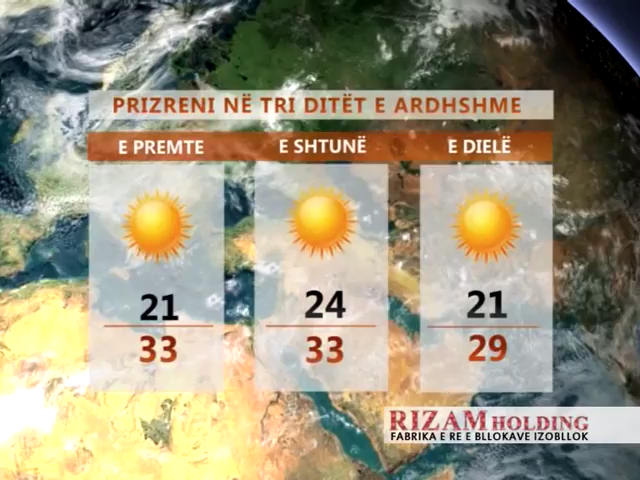 PRIZRENI NË TRI DITËT E ARDHSHME
E PREMTE E SHTUNË E DIELË
21 24 21
33 33 29
RIZAM HOLDING
FABRIKA E RE E BLLOKAVE IZOBLLOK